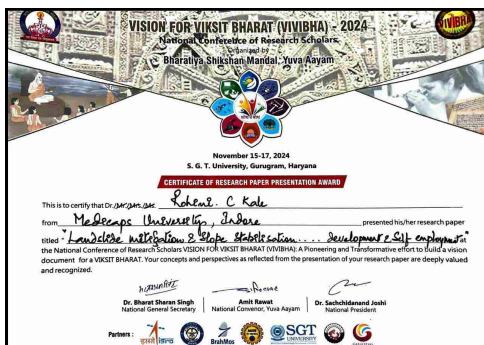 VISION FOR VIKSIT BHARAT (VIVIBHA) - 2024
National Conference of Research Scholars
Organized by
Bharatiya Shikshan Mandal, Yuva Aayam
VIVIBHA
November 15-17, 2024
S. G. T. University, Gurugram, Haryana
CERTIFICATE OF RESEARCH PAPER PRESENTATION AWARD
This is to certify that Dr./Mr./Ms./Mrs. Rohini. C Kale
from Medicaps University, Indore presented his/her research paper
titled "Landslide mitigation & Slope Stabilisation.... development & Self employment" at
the National Conference of Research Scholars VISION FOR VIKSIT BHARAT (VIVIBHA): A Pioneering and Transformative effort to build a vision
document for a VIKSIT BHARAT. Your concepts and perspectives as reflected from the presentation of your research paper are deeply valued
and recognized.
Dr. Bharat Sharan Singh
National General Secretary
Amit Rawat
National Convenor, Yuva Aayam
Dr. Sachchidanand Joshi
National President
Partners :
BrahMos
SGT
UNIVERSITY